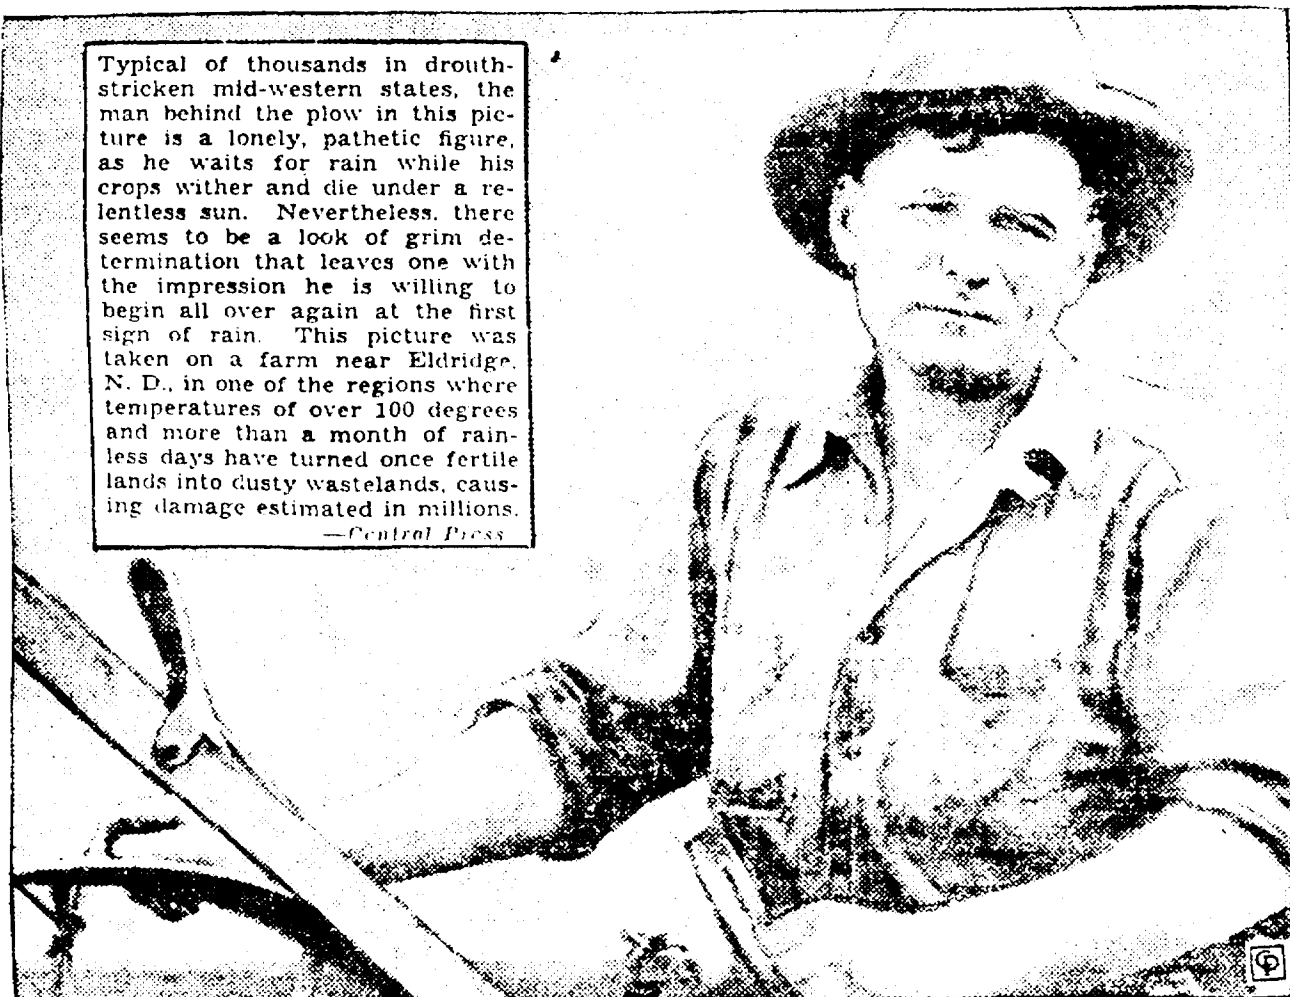 Typical of thousands in drouth-
stricken mid-western states, the
man behind the plow in this pic-
ture is a lonely, pathetic figure,
as he waits for rain while his
crops wither and die under a re-
lentless sun. Nevertheless, there
seems to be a look of grim de-
termination that leaves one with
the impression he is willing to
begin all over again at the first
sign of rain. This picture was
taken on a farm near Eldridge,
N. D., in one of the regions where
temperatures of over 100 degrees
and more than a month of rain-
less days have turned once fertile
lands into dusty wastelands, caus-
ing damage estimated in millions.
—Central Press
CP